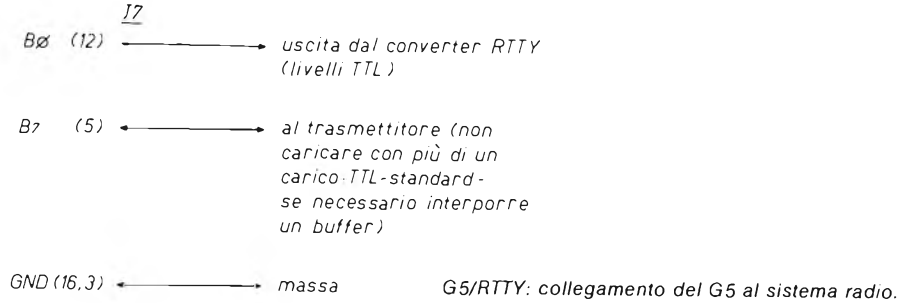 I7
BØ (12) uscita dal converter RTTY
(livelli TTL)
B7 (5) al trasmettitore (non
caricare con più di un
carico TTL-standard-
se necessario interporre
un buffer)
GND (16,3) massa
G5/RTTY: collegamento del G5 al sistema radio.